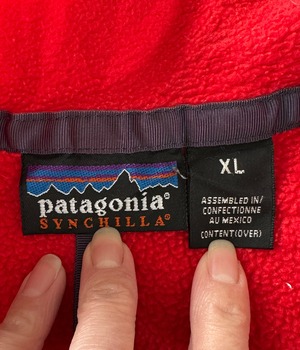 patagonia®
SYNCHILLA®
XL
ASSEMBLED IN/
CONFECTIONNE
AU MEXICO
CONTENT(OVER)